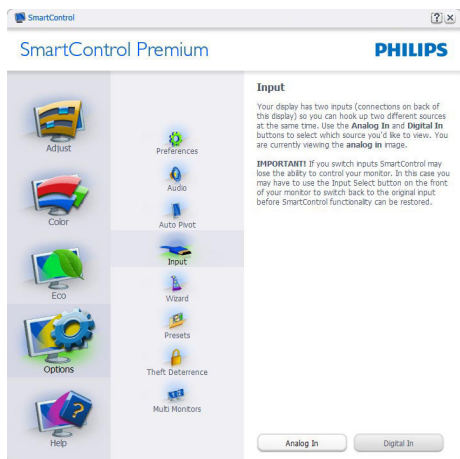 SmartControl
SmartControl Premium
PHILIPS
Adjust
Color
Eco
Options
Help
Preferences
Audio
Auto Pivot
Input
Wizard
Presets
Theft Deterrence
Multi Monitors
Input
Your display has two inputs (connections on back of
this display) so you can hook up two different sources
at the same time. Use the Analog In and Digital In
buttons to select which source you'd like to view. You
are currently viewing the analog in image.
IMPORTANT! If you switch inputs SmartControl may
lose the ability to control your monitor. In this case you
may have to use the Input Select button on the front
of your monitor to switch back to the original input
before SmartControl functionality can be restored.
Analog In
Digital In